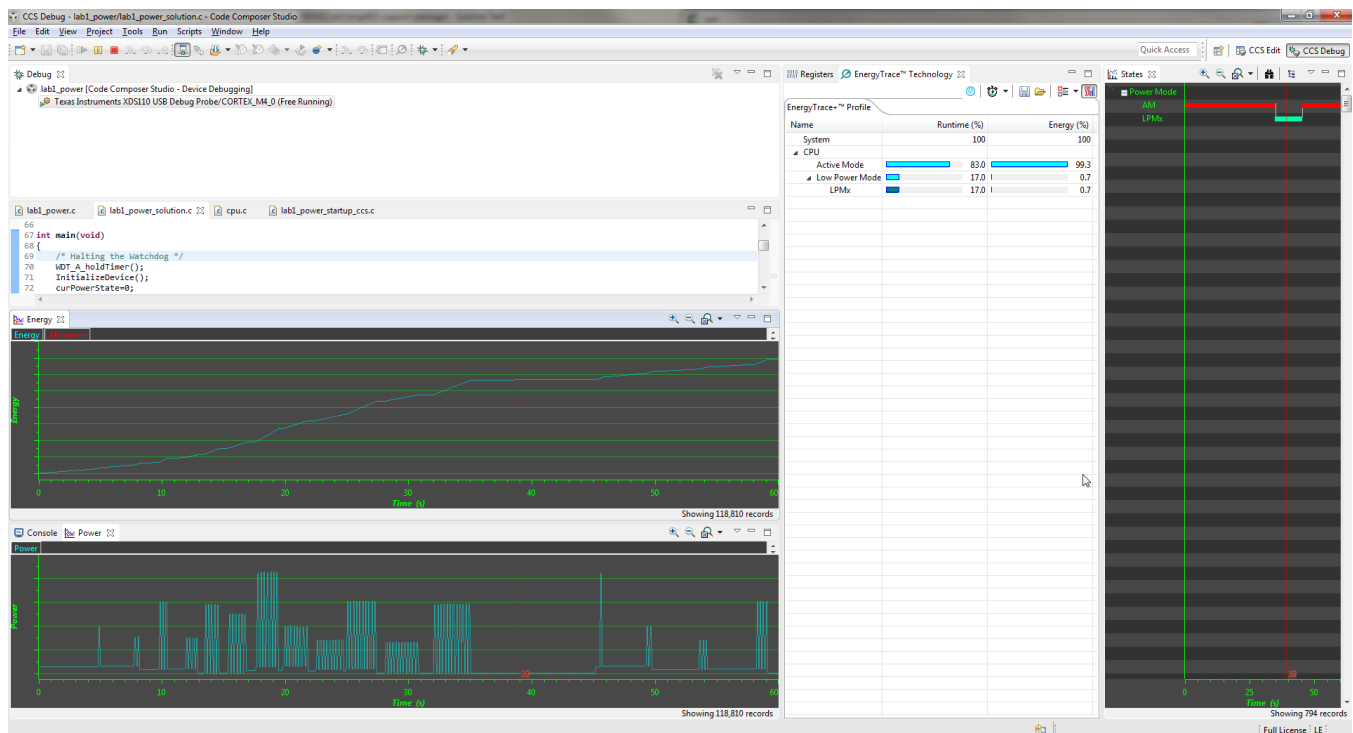 CCS Debug - lab1_power/lab1_power_solution.c - Code Composer Studio
File Edit View Project Tools Run Scripts Window Help
Quick Access CCS Edit CCS Debug
Debug
lab1_power [Code Composer Studio - Device Debugging]
Texas Instruments XDS110 USB Debug Probe/CORTEX_M4_0 (Free Running)
lab1_power.c lab1_power_solution.c cpu.c lab1_power_startup_ccs.c
66
67 int main(void)
68 {
69 /* Halting the Watchdog */
70 WDT_A_holdTimer();
71 InitializeDevice();
72 curPowerState=0;
Energy
Energy
Energy
0 10 20 30 40 50 60
Time (s)
Showing 118,810 records
Console Power
Power
Power
39
0 10 20 30 40 50 60
Time (s)
Showing 118,810 records
Registers EnergyTrace™ Technology
EnergyTrace+™ Profile
Name Runtime (%) Energy (%)
System 100 100
CPU
Active Mode 83.0 99.3
Low Power Mode 17.0 0.7
LPMx 17.0 0.7
States
Power Mode
AM
LPMx
39
0 25 50
Time (s)
Showing 794 records
Full License LE